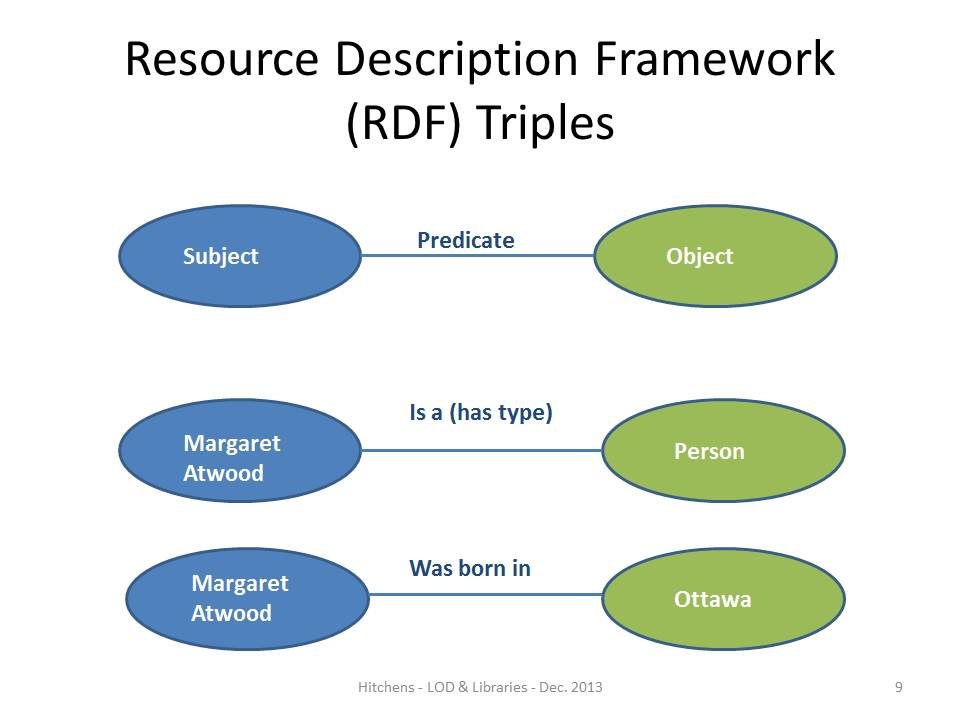 Resource Description Framework
(RDF) Triples
Subject
Predicate
Object
Margaret
Atwood
Is a (has type)
Person
Margaret
Atwood
Was born in
Ottawa
Hitchens - LOD & Libraries - Dec. 2013
9